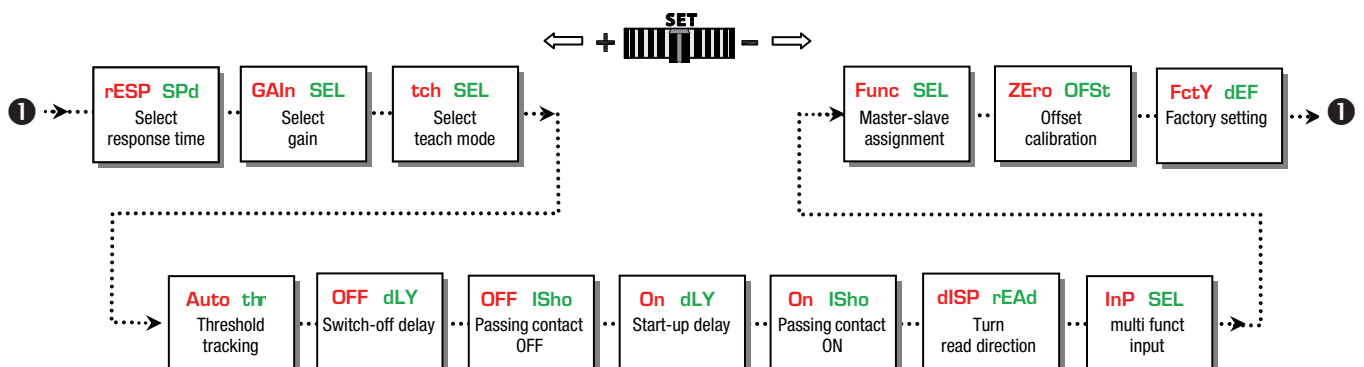 SET
+ -
❶
rESP SPd
Select
response time
GAIn SEL
Select
gain
tch SEL
Select
teach mode
Func SEL
Master-slave
assignment
ZEro OFSt
Offset
calibration
FctY dEF
Factory setting
❶
Auto thr
Threshold
tracking
OFF dLY
Switch-off delay
OFF ISho
Passing contact
OFF
On dLY
Start-up delay
On ISho
Passing contact
ON
dISP rEAd
Turn
read direction
InP SEL
multi funct
input